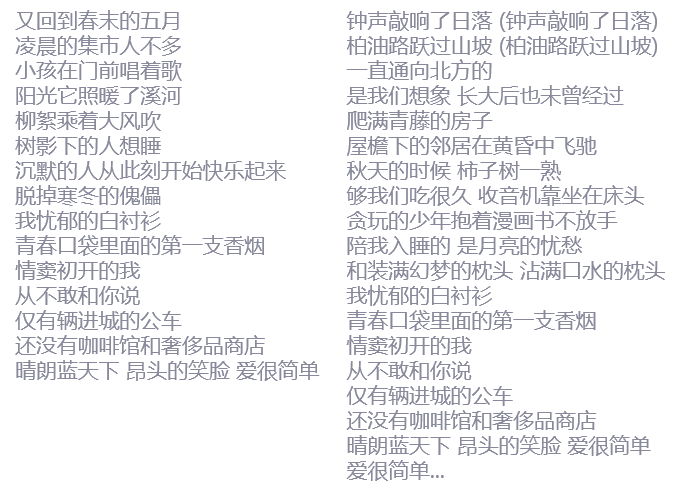 又回到春末的五月
凌晨的集市人不多
小孩在门前唱着歌
阳光它照暖了溪河
柳絮乘着大风吹
树影下的人想睡
沉默的人从此刻开始快乐起来
脱掉寒冬的傀儡
我忧郁的白衬衫
青春口袋里面的第一支香烟
情窦初开的我
从不敢和你说
仅有辆进城的公车
还没有咖啡馆和奢侈品商店
晴朗蓝天下 昂头的笑脸 爱很简单
钟声敲响了日落 (钟声敲响了日落)
柏油路跃过山坡 (柏油路跃过山坡)
一直通向北方的
是我们想象 长大后也未曾经过
爬满青藤的房子
屋檐下的邻居在黄昏中飞驰
秋天的时候 柿子树一熟
够我们吃很久 收音机靠坐在床头
贪玩的少年抱着漫画书不放手
陪我入睡的 是月亮的忧愁
和装满幻梦的枕头 沾满口水的枕头
我忧郁的白衬衫
青春口袋里面的第一支香烟
情窦初开的我
从不敢和你说
仅有辆进城的公车
还没有咖啡馆和奢侈品商店
晴朗蓝天下 昂头的笑脸 爱很简单
爱很简单...